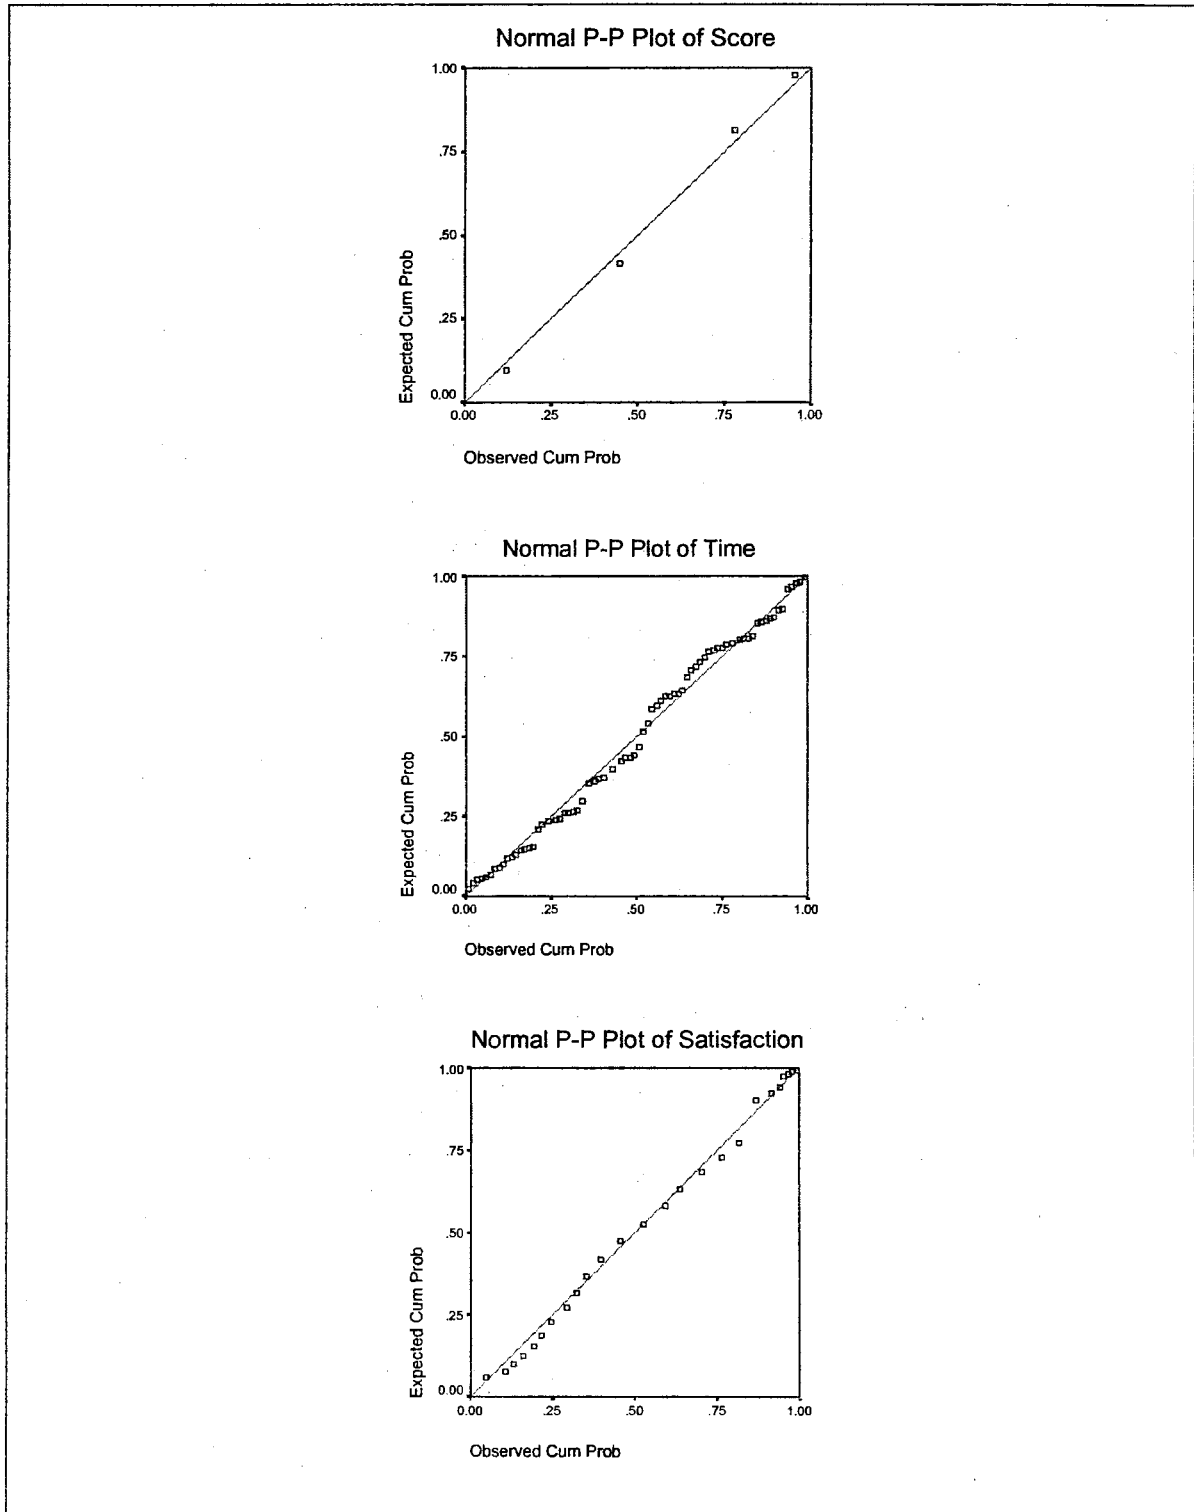 Normal P-P Plot of Score
1.00
.75
.50
.25
0.00
Expected Cum Prob
0.00 .25 .50 .75 1.00
Observed Cum Prob
Normal P-P Plot of Time
1.00
.75
.50
.25
0.00
Expected Cum Prob
0.00 .25 .50 .75 1.00
Observed Cum Prob
Normal P-P Plot of Satisfaction
1.00
.75
.50
.25
0.00
Expected Cum Prob
0.00 .25 .50 .75 1.00
Observed Cum Prob